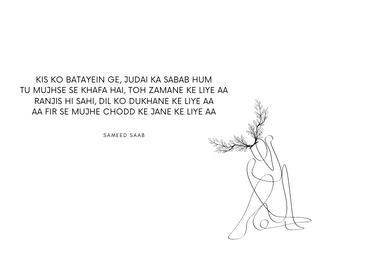 KIS KO BATAYEIN GE, JUDAI KA SABAB HUM
TU MUJHSE SE KHAFA HAI, TOH ZAMANE KE LIYE AA
RANJIS HI SAHI, DIL KO DUKHANE KE LIYE AA
AA FIR SE MUJHE CHODD KE JANE KE LIYE AA
SAMEED SAAB